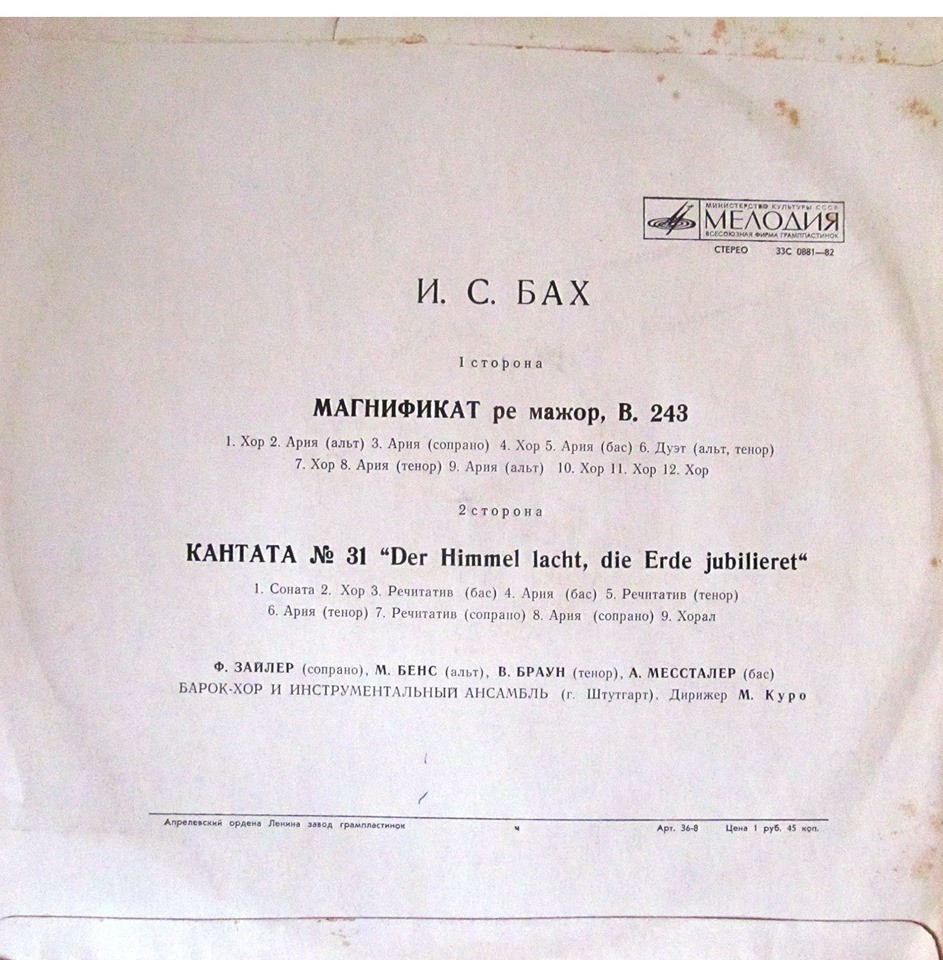 МИНИСТЕРСТВО КУЛЬТУРЫ СССР
МЕЛОДИЯ
ВСЕСОЮЗНАЯ ФИРМА ГРАМПЛАСТИНОК
СТЕРЕО 33С 0881—82
И. С. БАХ
1 сторона
МАГНИФИКАТ ре мажор, В. 243
1. Хор 2. Ария (альт) 3. Ария (сопрано) 4. Хор 5. Ария (бас) 6. Дуэт (альт, тенор)
7. Хор 8. Ария (тенор) 9. Ария (альт) 10. Хор 11. Хор 12. Хор
2 сторона
КАНТАТА № 31 “Der Himmel lacht, die Erde jubilieret“
1. Соната 2. Хор 3. Речитатив (бас) 4. Ария (бас) 5. Речитатив (тенор)
6. Ария (тенор) 7. Речитатив (сопрано) 8. Ария (сопрано) 9. Хорал
Ф. ЗАЙЛЕР (сопрано), М. БЕНС (альт), В. БРАУН (тенор), А. МЕССТАЛЕР (бас)
БАРОК-ХОР И ИНСТРУМЕНТАЛЬНЫЙ АНСАМБЛЬ (г. Штутгарт). Дирижер М. Куро
Апрелевский ордена Ленина завод грампластинок ч Арт. 36-8 Цена 1 руб. 45 коп.